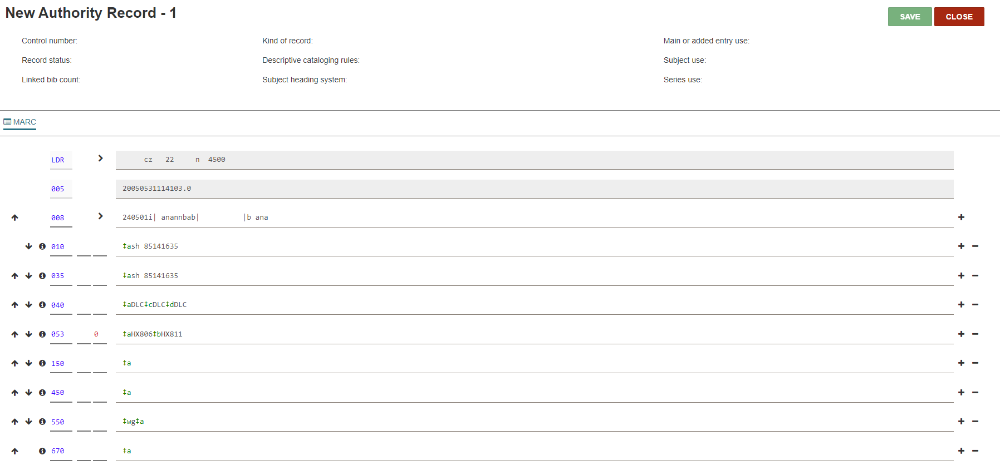 New Authority Record - 1
SAVE CLOSE
Control number: Kind of record: Main or added entry use:
Record status: Descriptive cataloging rules: Subject use:
Linked bib count: Subject heading system: Series use:
MARC
LDR cz 22 n 4500
005 20050531114103.0
008 240501i| anannbab| |b ana
010 ‡ash 85141635
035 ‡ash 85141635
040 ‡aDLC‡cDLC‡dDLC
053 0 ‡aHX806‡bHX811
150 ‡a
450 ‡a
550 ‡wg‡a
670 ‡a